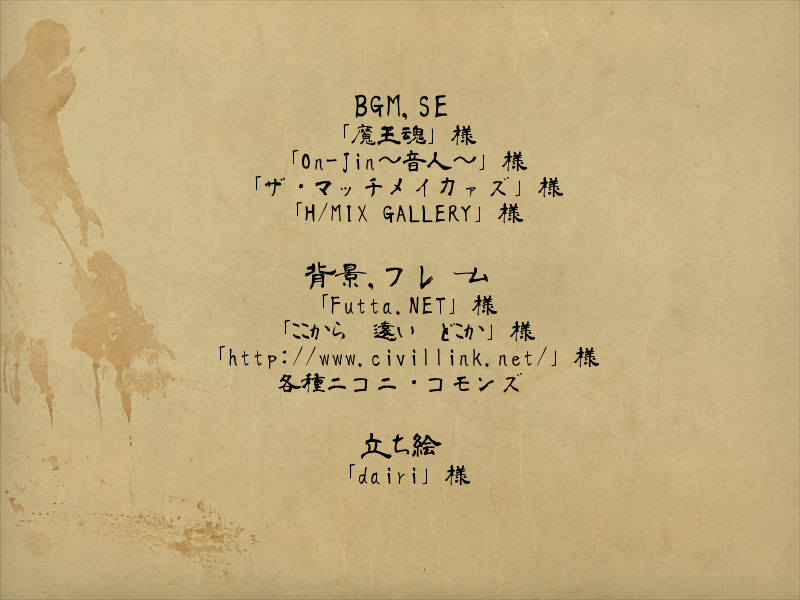 BGM,SE
「魔王魂」様
「On-Jin～音人～」様
「ザ・マッチメイカァズ」様
「H/MIX GALLERY」様
背景,フレーム
「Futta.NET」様
「ここから　遠い　どこか」様
「http://www.civillink.net/」様
各種ニコニ・コモンズ
立ち絵
「dairi」様